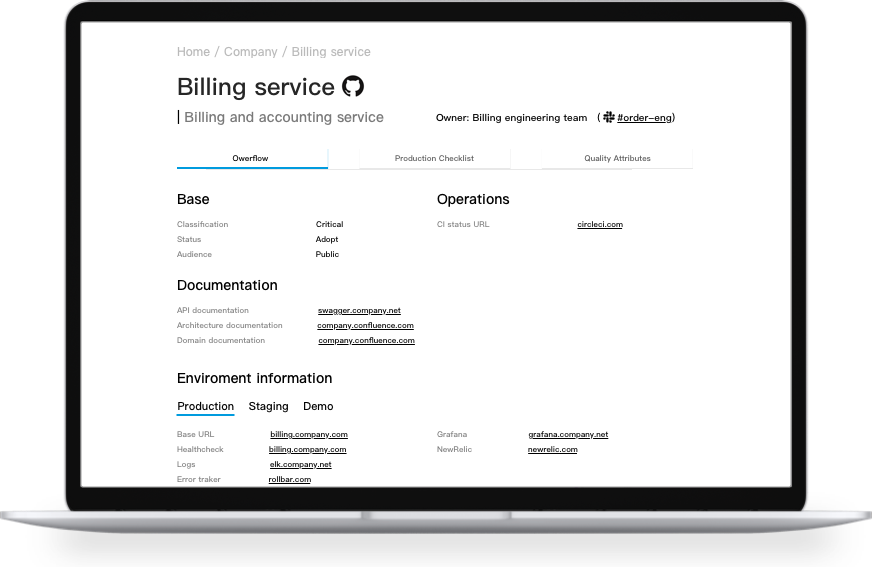 Home / Company / Billing service
Billing service
Billing and accounting service
Owner: Billing engineering team ( #order-eng)
Owerflow Production Checklist Quality Attributes
Base
Classification Critical
Status Adopt
Audience Public
Operations
CI status URL circleci.com
Documentation
API documentation swagger.company.net
Architecture documentation company.confluence.com
Domain documentation company.confluence.com
Enviroment information
Production Staging Demo
Base URL billing.company.com
Healthcheck billing.company.com
Logs elk.company.net
Error traker rollbar.com
Grafana grafana.company.net
NewRelic newrelic.com